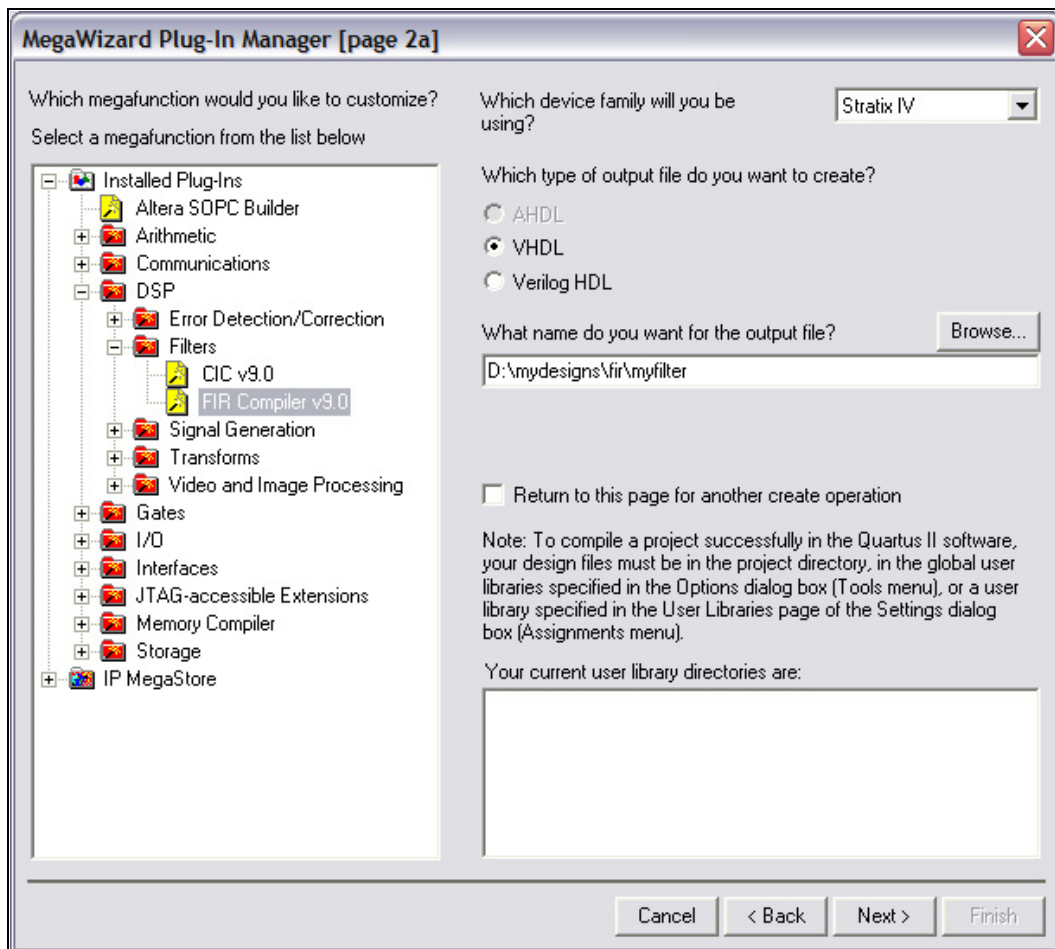 MegaWizard Plug-In Manager [page 2a]
Which megafunction would you like to customize?
Select a megafunction from the list below
Installed Plug-Ins
Altera SOPC Builder
Arithmetic
Communications
DSP
Error Detection/Correction
Filters
CIC v9.0
FIR Compiler v9.0
Signal Generation
Transforms
Video and Image Processing
Gates
I/O
Interfaces
JTAG-accessible Extensions
Memory Compiler
Storage
IP MegaStore
Which device family will you be
using?
Stratix IV
Which type of output file do you want to create?
AHDL
VHDL
Verilog HDL
What name do you want for the output file?
Browse...
D:\mydesigns\fir\myfilter
Return to this page for another create operation
Note: To compile a project successfully in the Quartus II software,
your design files must be in the project directory, in the global user
libraries specified in the Options dialog box (Tools menu), or a user
library specified in the User Libraries page of the Settings dialog
box (Assignments menu).
Your current user library directories are:
Cancel
< Back
Next >
Finish